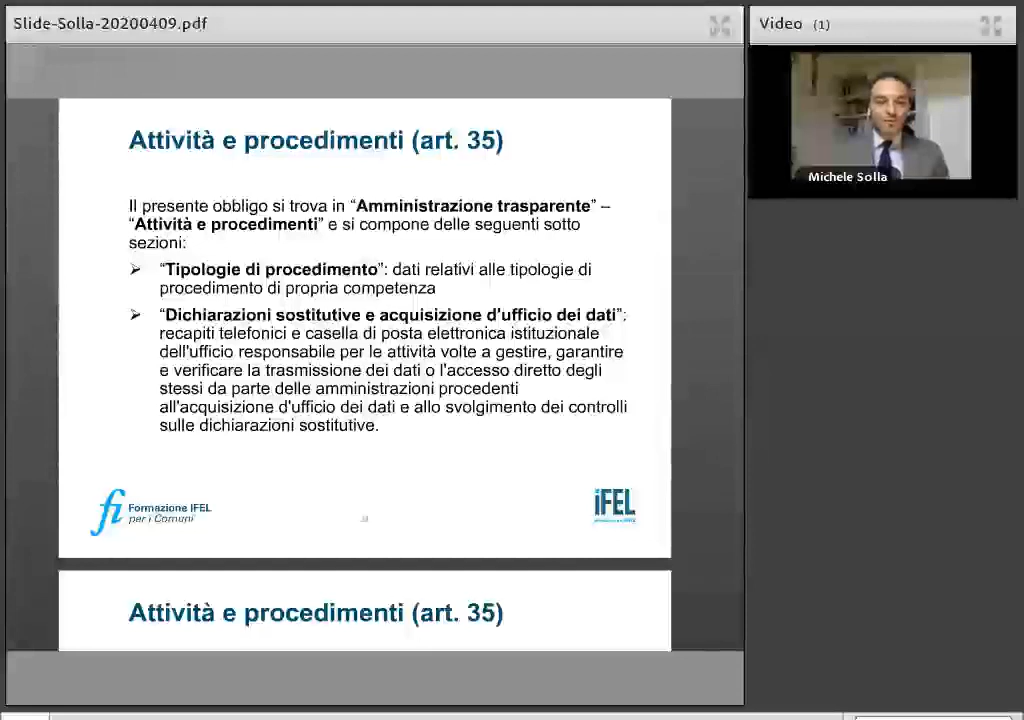 Slide-Solla-20200409.pdf
Video (1)
Michele Solla
Attività e procedimenti (art. 35)
Il presente obbligo si trova in “Amministrazione trasparente” –
“Attività e procedimenti” e si compone delle seguenti sotto
sezioni:
➢ “Tipologie di procedimento”: dati relativi alle tipologie di
procedimento di propria competenza
➢ “Dichiarazioni sostitutive e acquisizione d'ufficio dei dati”:
recapiti telefonici e casella di posta elettronica istituzionale
dell'ufficio responsabile per le attività volte a gestire, garantire
e verificare la trasmissione dei dati o l'accesso diretto degli
stessi da parte delle amministrazioni procedenti
all'acquisizione d'ufficio dei dati e allo svolgimento dei controlli
sulle dichiarazioni sostitutive.
fi Formazione IFEL
per i Comuni
iFEL
Attività e procedimenti (art. 35)